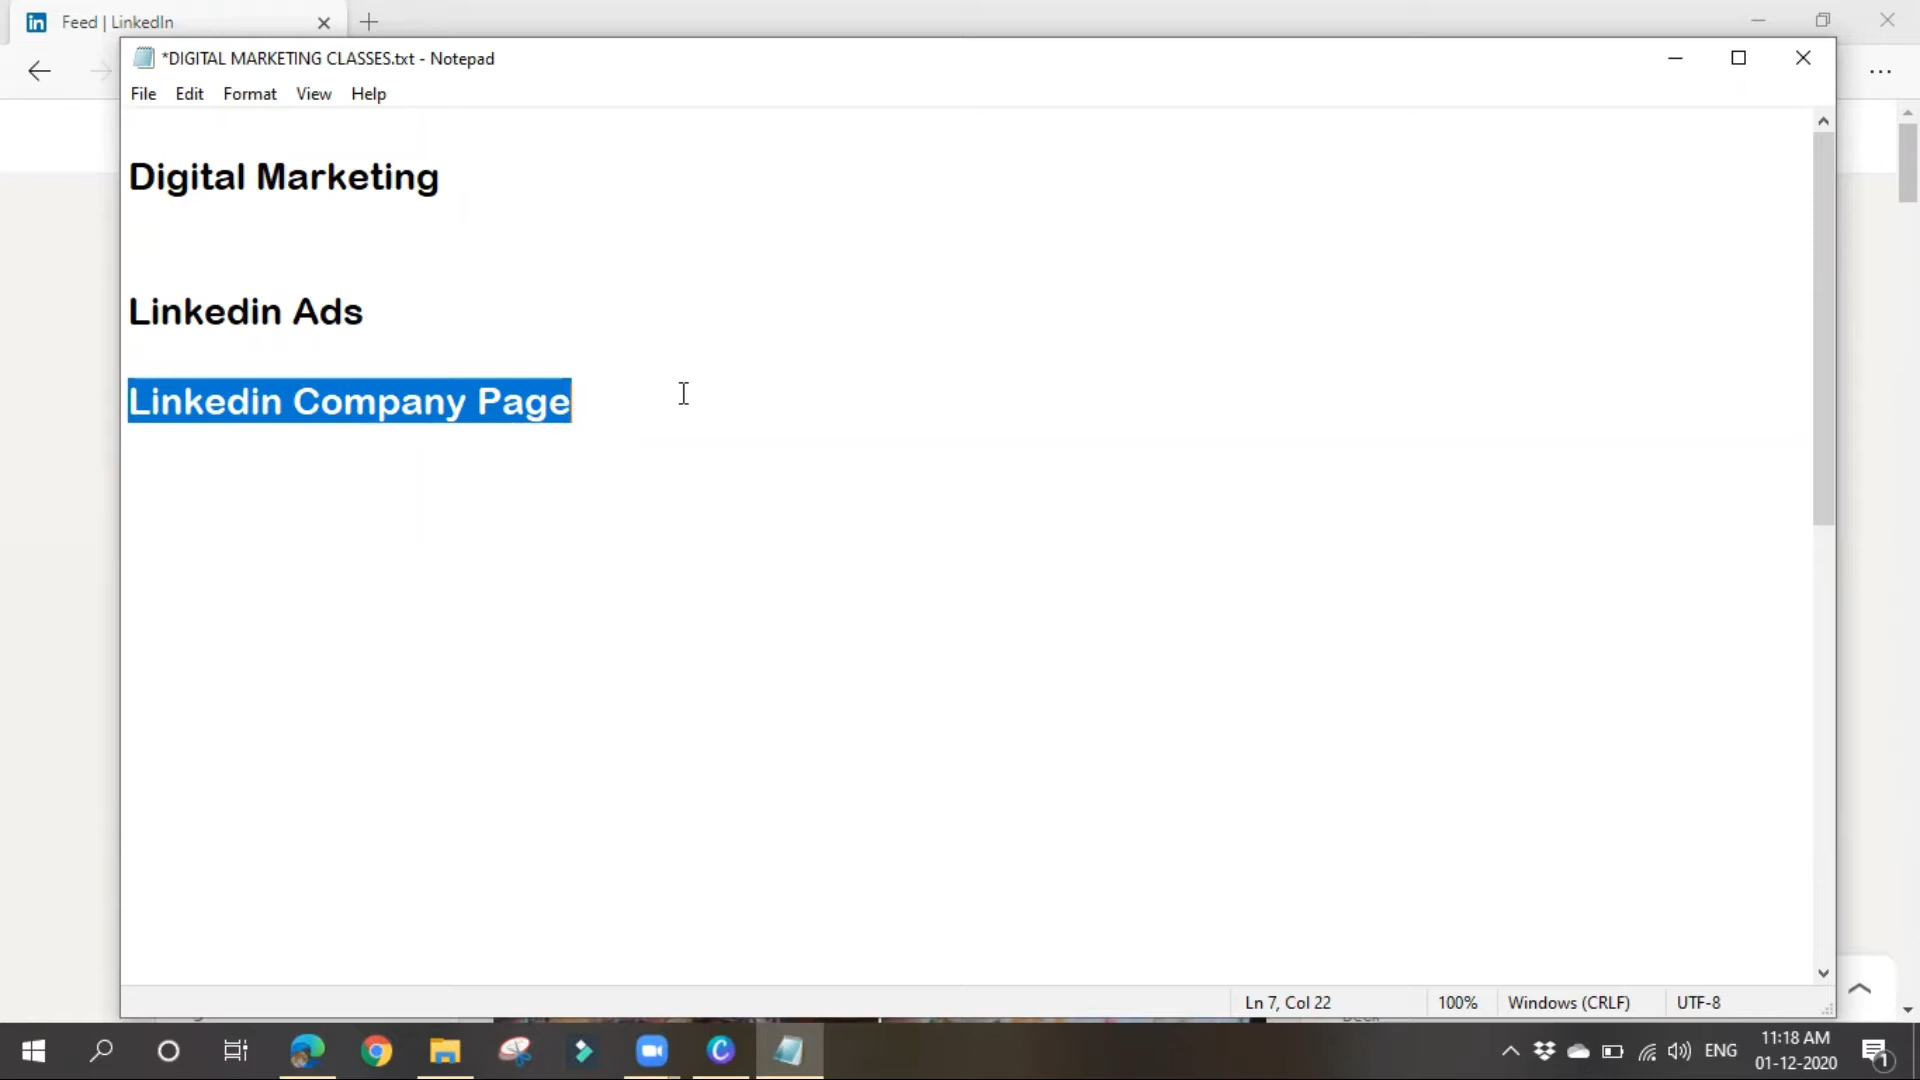 Feed | LinkedIn
*DIGITAL MARKETING CLASSES.txt - Notepad
File Edit Format View Help
Digital Marketing
Linkedin Ads
Linkedin Company Page
Ln 7, Col 22 100% Windows (CRLF) UTF-8
ENG
11:18 AM
01-12-2020
1